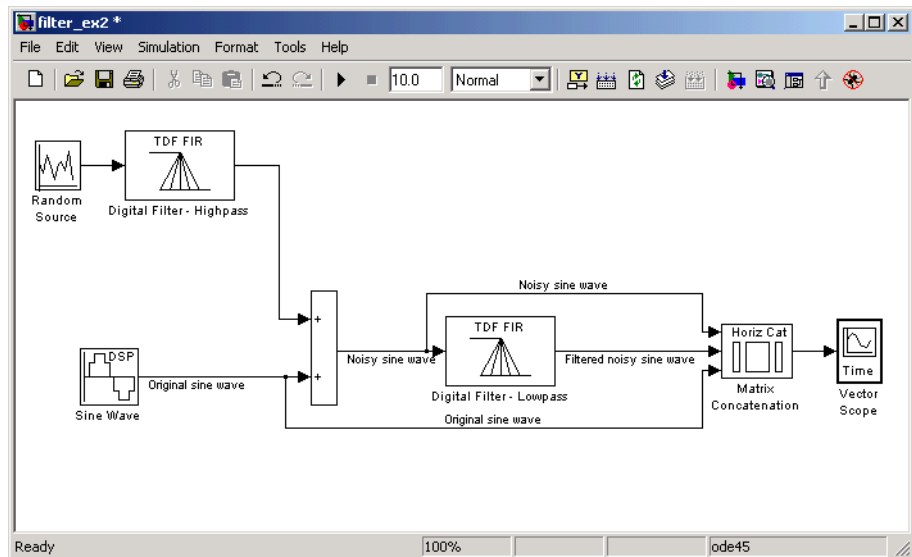 filter_ex2 *
File Edit View Simulation Format Tools Help
10.0 Normal
TDF FIR
Random
Source
Digital Filter - Highpass
Noisy sine wave
+
TDF FIR
Horiz Cat
DSP
Original sine wave
+
Noisy sine wave
Filtered noisy sine wave
Time
Sine Wave
Digital Filter - Lowpass
Matrix
Concatenation
Vector
Scope
Original sine wave
Ready 100% ode45